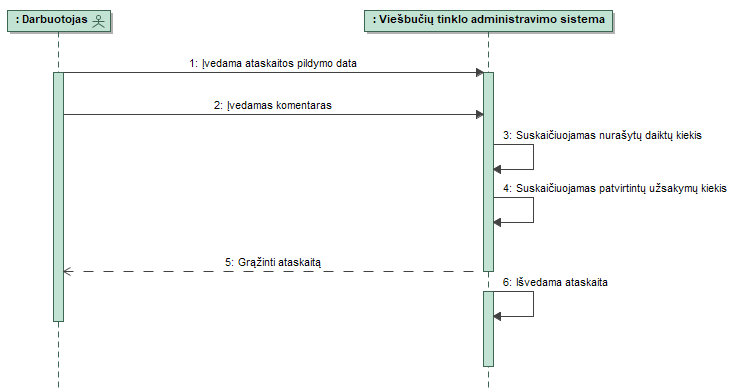 : Darbuotojas
: Viešbučių tinklo administravimo sistema
1: Įvedama ataskaitos pildymo data
2: Įvedamas komentaras
3: Suskaičiuojamas nurašytų daiktų kiekis
4: Suskaičiuojamas patvirtintų užsakymų kiekis
5: Grąžinti ataskaitą
6: Išvedama ataskaita